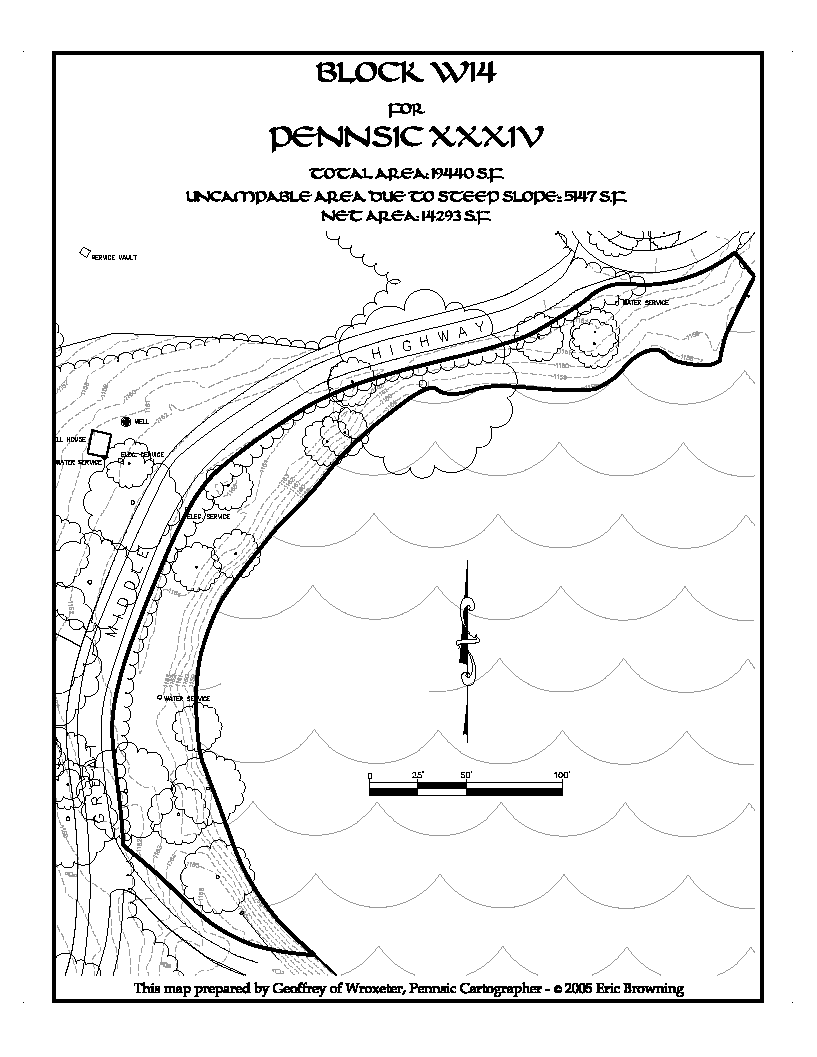 BLOCK W14
FOR
PENNSIC XXXIV
TOTAL AREA: 19440 S.F.
UNCAMPABLE AREA DUE TO STEEP SLOPE: 5147 S.F.
NET AREA: 14293 S.F.
SERVICE VAULT
WATER SERVICE
HIGHWAY
WELL
LL HOUSE
ELEC. SERVICE
WATER SERVICE
ELEC. SERVICE
MIDDLE
WATER SERVICE
GREAT
0 25' 50' 100'
This map prepared by Geoffrey of Wroxeter, Pennsic Cartographer - © 2005 Eric Browning